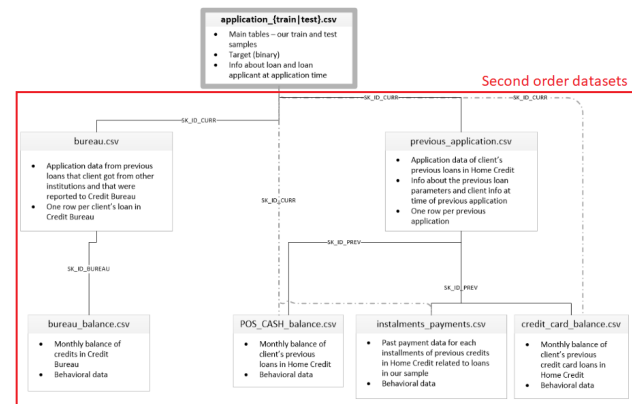 application_{train|test}.csv
• Main tables – our train and test
samples
• Target (binary)
• Info about loan and loan
applicant at application time
Second order datasets
SK_ID_CURR
SK_ID_CURR
SK_ID_CURR
bureau.csv
• Application data from previous
loans that client got from other
institutions and that were
reported to Credit Bureau
• One row per client's loan in
Credit Bureau
previous_application.csv
• Application data of client's
previous loans in Home Credit
• Info about the previous loan
parameters and client info at
time of previous application
• One row per previous
application
SK_ID_CURR
SK_ID_PREV
SK_ID_BUREAU
SK_ID_PREV
bureau_balance.csv
• Monthly balance of
credits in Credit
Bureau
• Behavioral data
POS_CASH_balance.csv
• Monthly balance of
client's previous
loans in Home Credit
• Behavioral data
instalments_payments.csv
• Past payment data for each
installments of previous credits
in Home Credit related to loans
in our sample
• Behavioral data
credit_card_balance.csv
• Monthly balance of
client's previous
credit card loans in
Home Credit
• Behavioral data